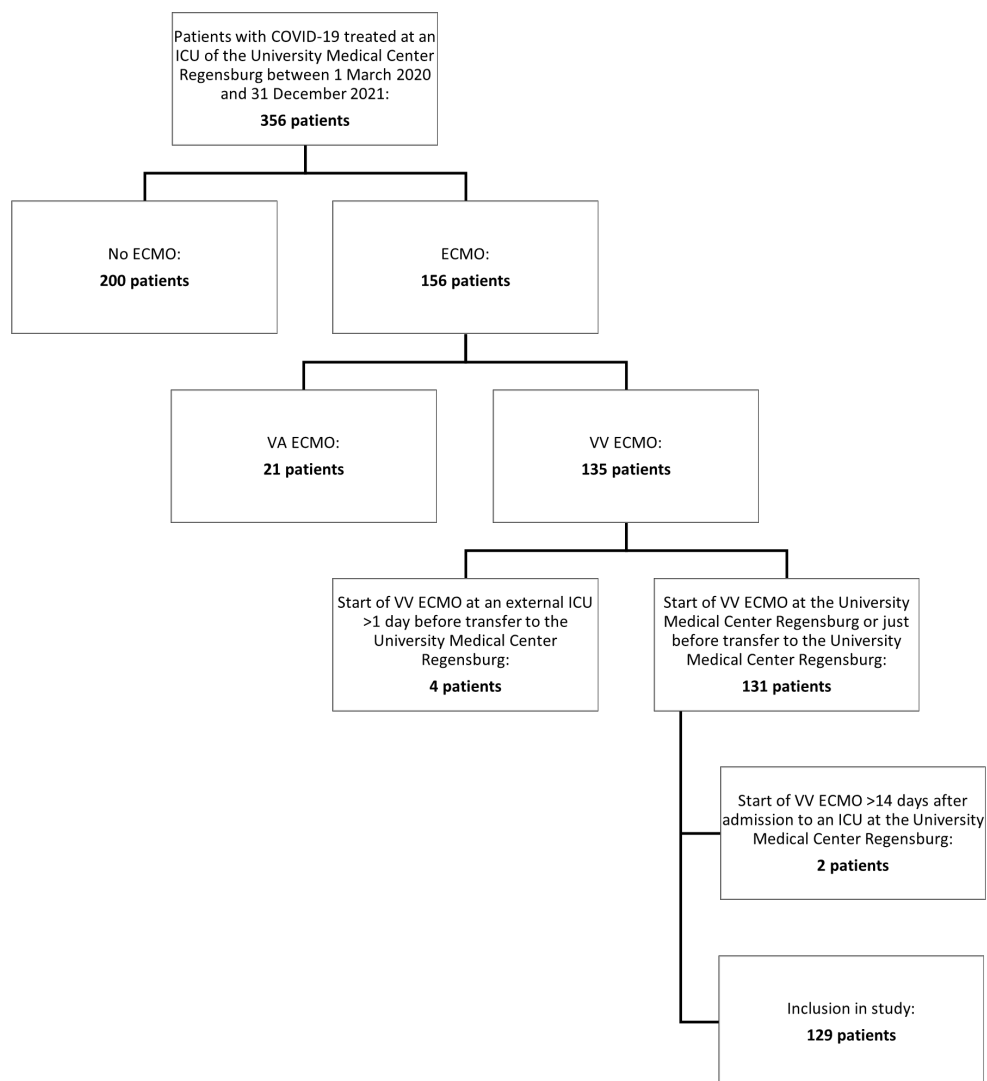 Patients with COVID-19 treated at an
ICU of the University Medical Center
Regensburg between 1 March 2020
and 31 December 2021:
356 patients
No ECMO:
200 patients
ECMO:
156 patients
VA ECMO:
21 patients
VV ECMO:
135 patients
Start of VV ECMO at an external ICU
>1 day before transfer to the
University Medical Center
Regensburg:
4 patients
Start of VV ECMO at the University
Medical Center Regensburg or just
before transfer to the University
Medical Center Regensburg:
131 patients
Start of VV ECMO >14 days after
admission to an ICU at the University
Medical Center Regensburg:
2 patients
Inclusion in study:
129 patients